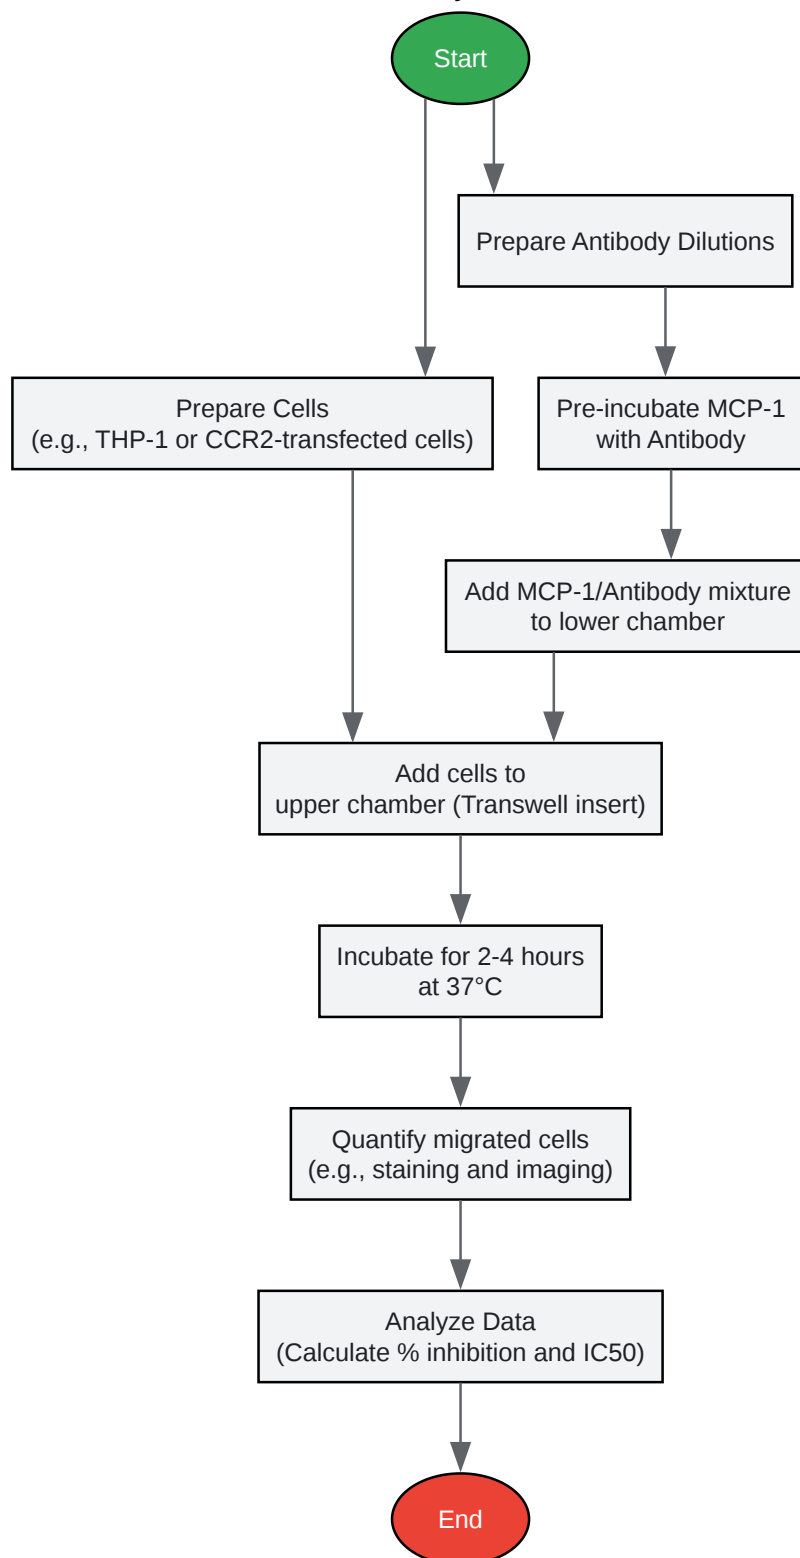 Start
Prepare Antibody Dilutions
Prepare Cells
(e.g., THP-1 or CCR2-transfected cells)
Pre-incubate MCP-1
with Antibody
Add MCP-1/Antibody mixture
to lower chamber
Add cells to
upper chamber (Transwell insert)
Incubate for 2-4 hours
at 37°C
Quantify migrated cells
(e.g., staining and imaging)
Analyze Data
(Calculate % inhibition and IC50)
End